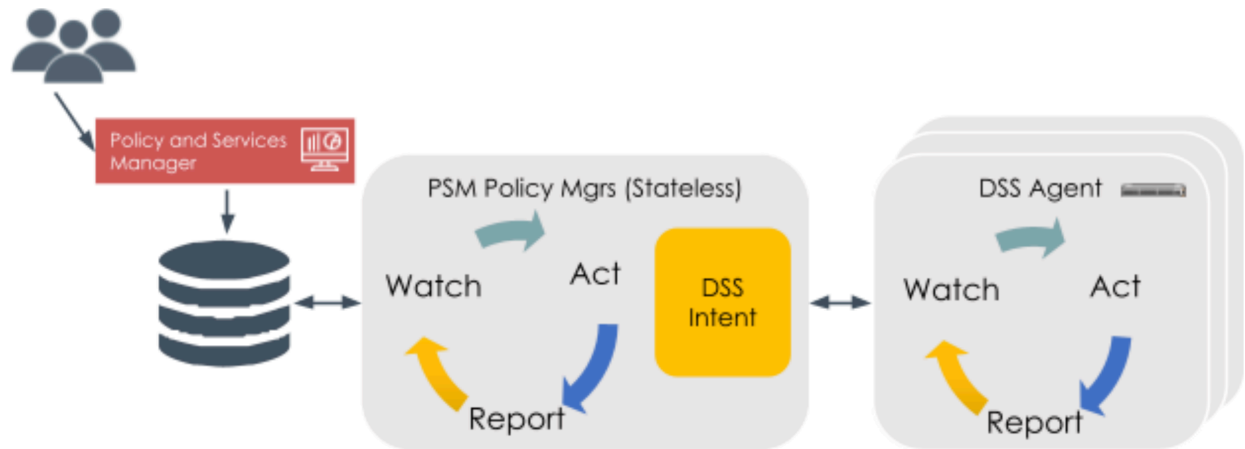 Policy and Services
Manager
PSM Policy Mgrs (Stateless)
Watch
Act
Report
DSS
Intent
DSS Agent
Watch
Act
Report